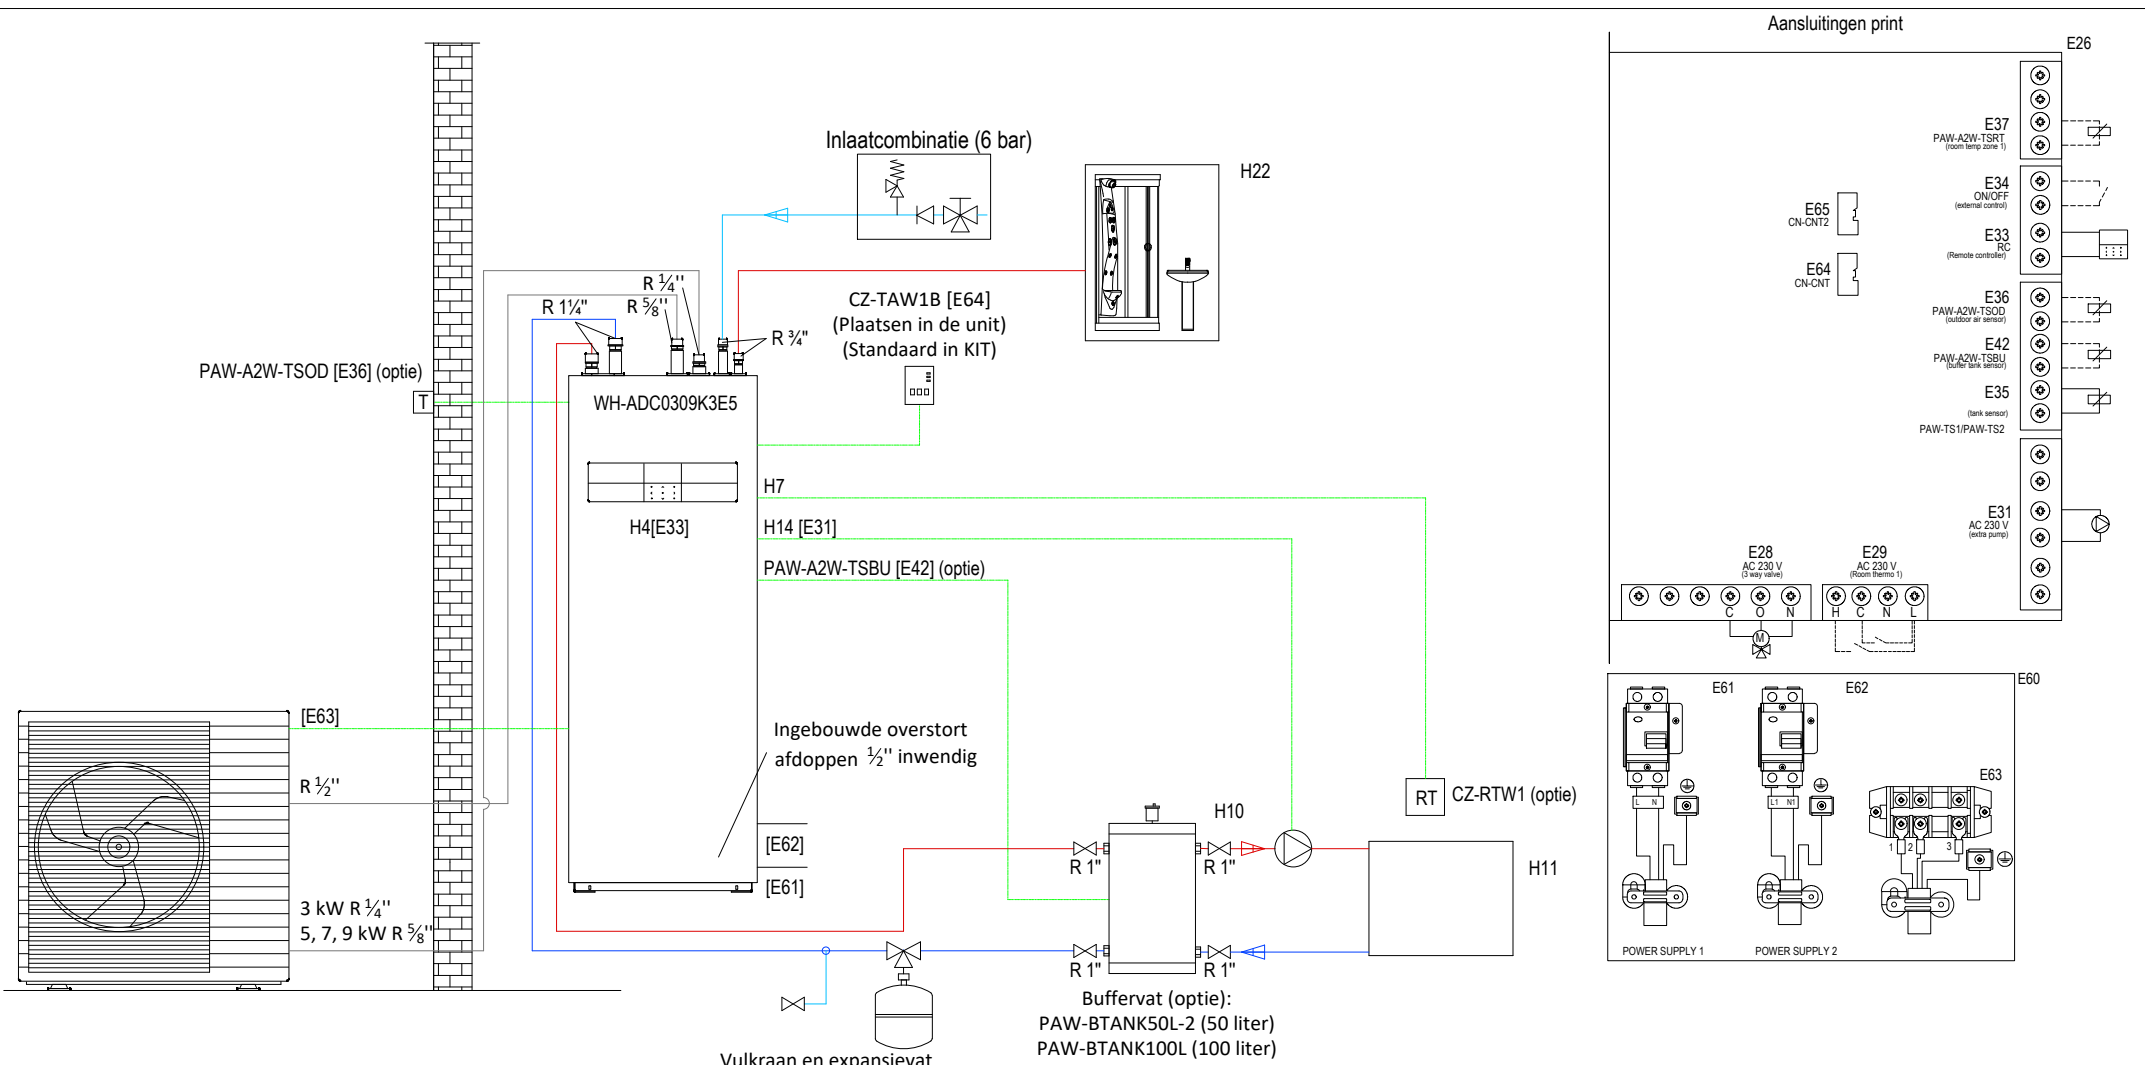 Aansluitingen print
E26
E37
PAW-A2W-TSRT
(room temp zone 1)
E34
ON/OFF
(external control)
E33
RC
(Remote controller)
E65
CN-CNT2
E64
CN-CNT
E36
PAW-A2W-TSOD
(outdoor air sensor)
E42
PAW-A2W-TSBU
(buffer tank sensor)
E35
(tank sensor)
PAW-TS1/PAW-TS2
E31
AC 230 V
(extra pump)
E28
AC 230 V
(3 way valve)
E29
AC 230 V
(Room thermo 1)
C O N
H C N L
M
Inlaatcombinatie (6 bar)
H22
R ¼''
R 1¼"
R ⅝''
R ¾"
CZ-TAW1B [E64]
(Plaatsen in de unit)
(Standaard in KIT)
PAW-A2W-TSOD [E36] (optie)
T
WH-ADC0309K3E5
H4[E33]
H7
H14 [E31]
PAW-A2W-TSBU [E42] (optie)
[E63]
R ½''
3 kW R ¼''
5, 7, 9 kW R ⅝''
Ingebouwde overstort
afdoppen ½'' inwendig
[E62]
[E61]
RT
CZ-RTW1 (optie)
H10
H11
R 1"
R 1"
R 1"
R 1"
Buffervat (optie):
PAW-BTANK50L-2 (50 liter)
PAW-BTANK100L (100 liter)
Vulkraan en expansievat
E60
E61
E62
E63
L N
L1 N1
1 2 3
POWER SUPPLY 1
POWER SUPPLY 2